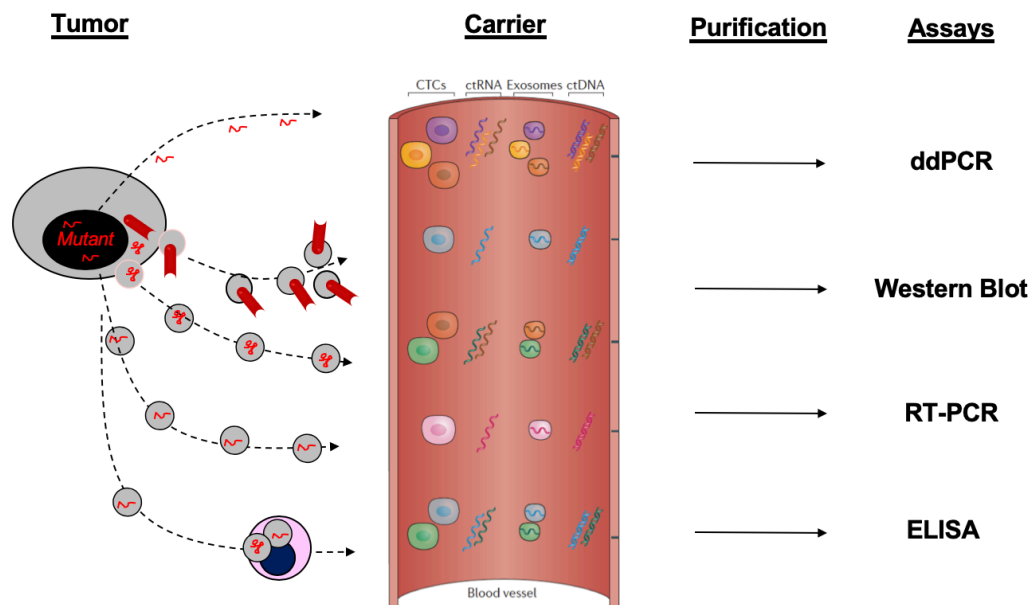 Tumor
Carrier
Purification
Assays
CTCs
ctRNA
Exosomes
ctDNA
Mutant
ddPCR
Western Blot
RT-PCR
ELISA
Blood vessel